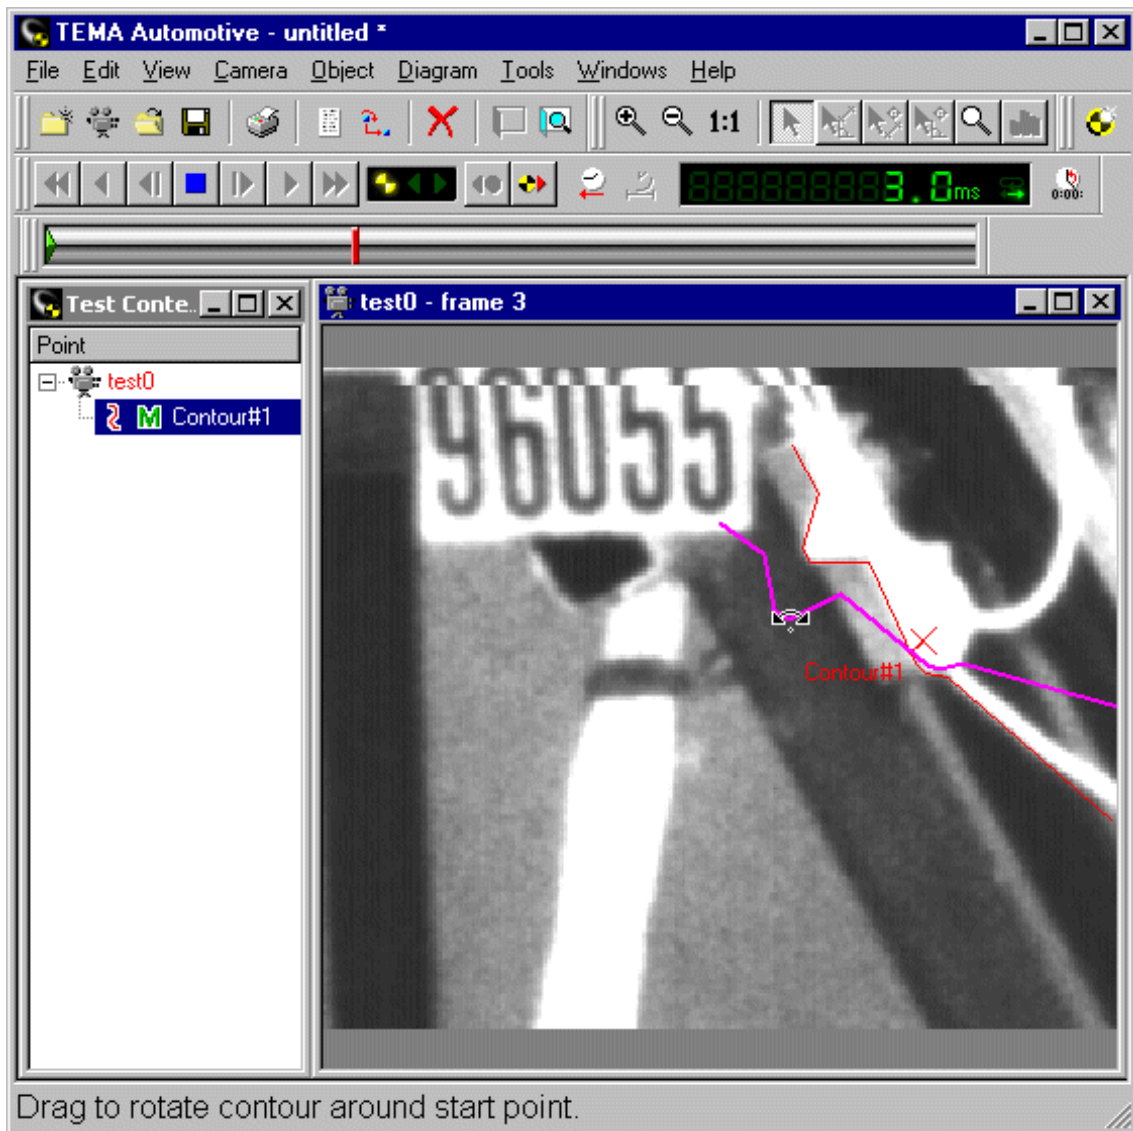 TEMA Automotive - untitled *
File Edit View Camera Object Diagram Tools Windows Help
1:1
3.0ms
0:00:
Test Conte..
test0 - frame 3
Point
test0
M Contour#1
96055
Contour#1
Drag to rotate contour around start point.